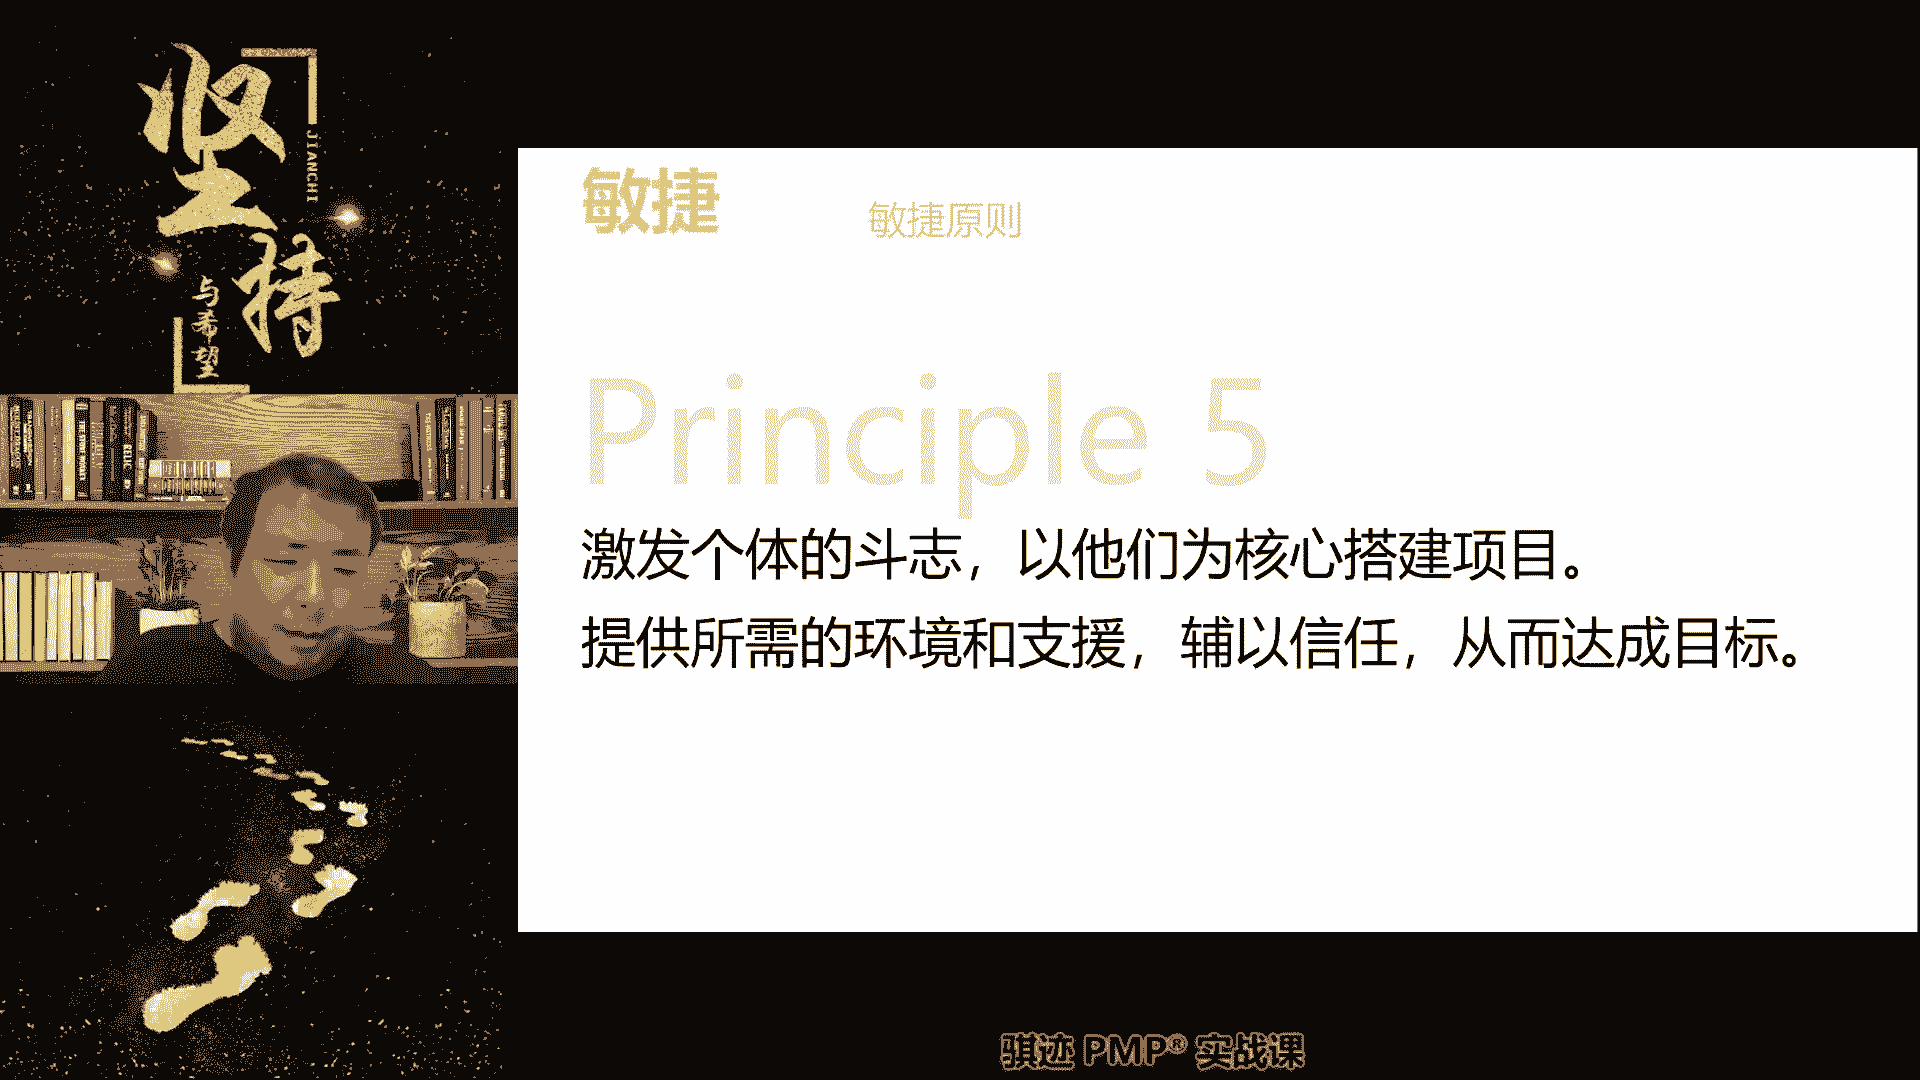 坚持
JIANCHI
与希望
敏捷
敏捷原则
Principle 5
激发个体的斗志，以他们为核心搭建项目。
提供所需的环境和支援，辅以信任，从而达成目标。
骐迹 PMP® 实战课